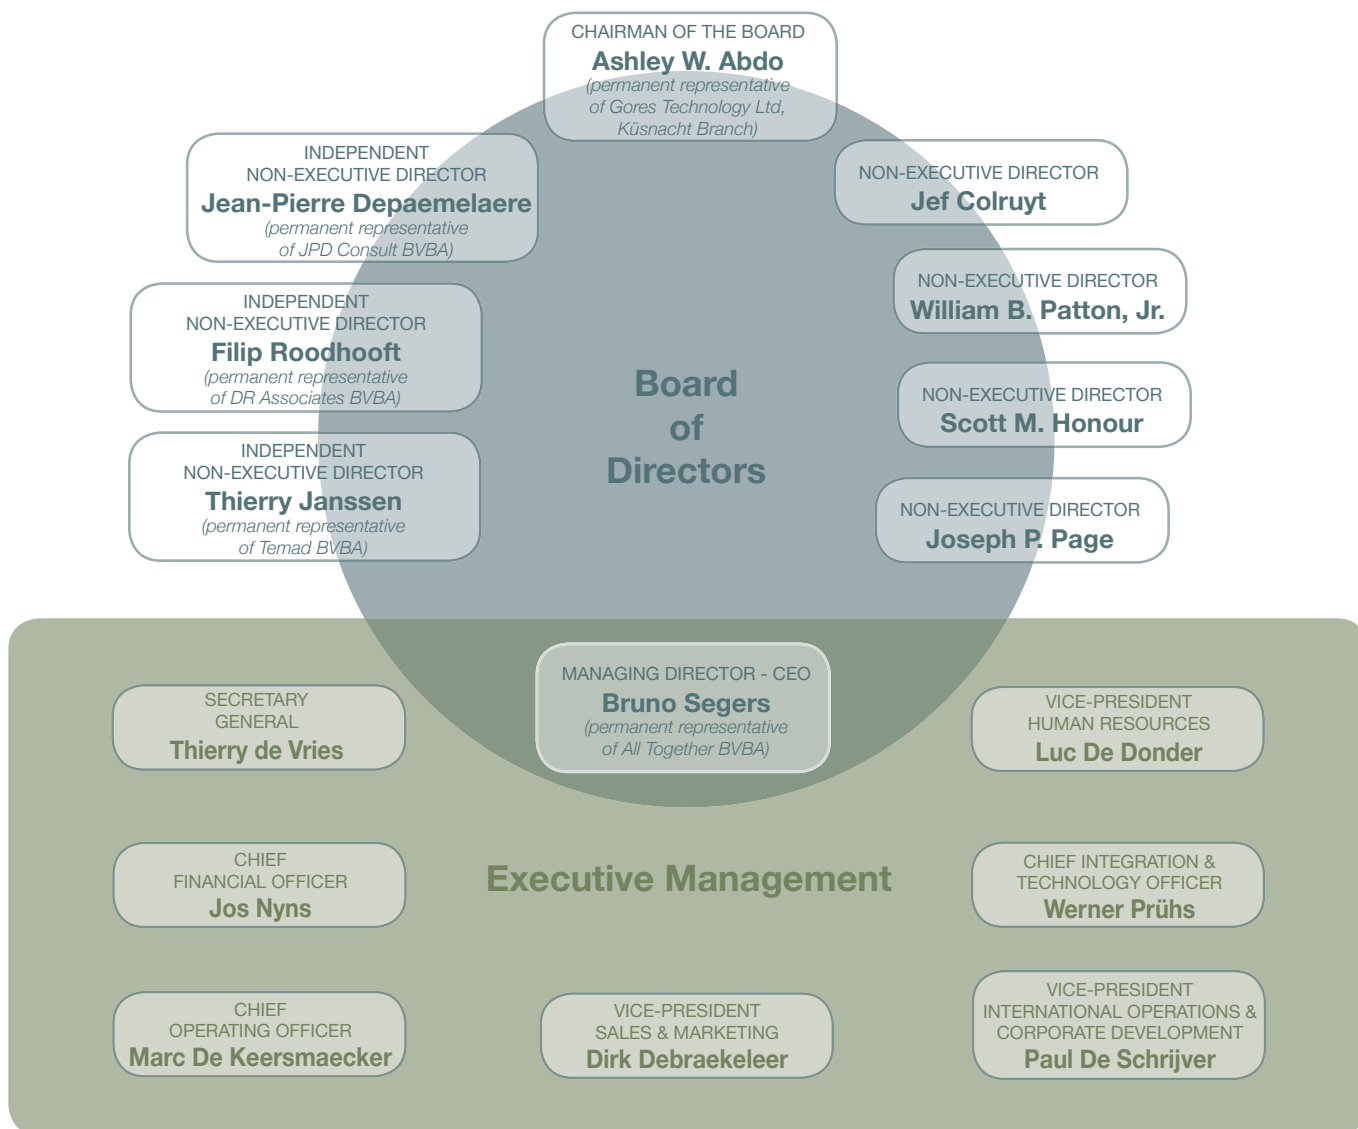 CHAIRMAN OF THE BOARD
Ashley W. Abdo
(permanent representative
of Gores Technology Ltd,
Küsnacht Branch)
INDEPENDENT
NON-EXECUTIVE DIRECTOR
Jean-Pierre Depaemelaere
(permanent representative
of JPD Consult BVBA)
NON-EXECUTIVE DIRECTOR
Jef Colruyt
INDEPENDENT
NON-EXECUTIVE DIRECTOR
Filip Roodhooft
(permanent representative
of DR Associates BVBA)
NON-EXECUTIVE DIRECTOR
William B. Patton, Jr.
Board
of
Directors
NON-EXECUTIVE DIRECTOR
Scott M. Honour
INDEPENDENT
NON-EXECUTIVE DIRECTOR
Thierry Janssen
(permanent representative
of Temad BVBA)
NON-EXECUTIVE DIRECTOR
Joseph P. Page
MANAGING DIRECTOR - CEO
Bruno Segers
(permanent representative
of All Together BVBA)
SECRETARY
GENERAL
Thierry de Vries
VICE-PRESIDENT
HUMAN RESOURCES
Luc De Donder
CHIEF
FINANCIAL OFFICER
Jos Nyns
Executive Management
CHIEF INTEGRATION &
TECHNOLOGY OFFICER
Werner Prühs
CHIEF
OPERATING OFFICER
Marc De Keersmaecker
VICE-PRESIDENT
SALES & MARKETING
Dirk Debraekeleer
VICE-PRESIDENT
INTERNATIONAL OPERATIONS &
CORPORATE DEVELOPMENT
Paul De Schrijver